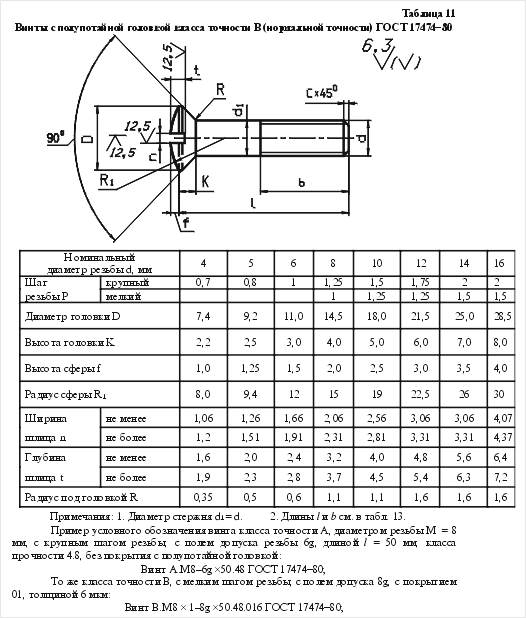 Таблица 11
Винты с полупотайной головкой класса точности В (нормальной точности) ГОСТ 17474–80
6.3
(√)
12,5
t
R
d₁
C×45°
90°
D
12,5
n
12,5
d
R₁
K
b
l
f
Номинальный диаметр резьбы d, мм 4 5 6 8 10 12 14 16
Шаг резьбы Р крупный 0,7 0,8 1 1,25 1,5 1,75 2 2
мелкий 1 1,25 1,25 1,5 1,5
Диаметр головки D 7,4 9,2 11,0 14,5 18,0 21,5 25,0 28,5
Высота головки К 2,2 2,5 3,0 4,0 5,0 6,0 7,0 8,0
Высота сферы f 1,0 1,25 1,5 2,0 2,5 3,0 3,5 4,0
Радиус сферы R₁ 8,0 9,4 12 15 19 22,5 26 30
Ширина шлица n не менее 1,06 1,26 1,66 2,06 2,56 3,06 3,06 4,07
не более 1,2 1,51 1,91 2,31 2,81 3,31 3,31 4,37
Глубина шлица t не менее 1,6 2,0 2,4 3,2 4,0 4,8 5,6 6,4
не более 1,9 2,3 2,8 3,7 4,5 5,4 6,3 7,2
Радиус под головкой R 0,35 0,5 0,6 1,1 1,1 1,6 1,6 1,6
Примечания: 1. Диаметр стержня d₁ = d. 2. Длины l и b см. в табл. 13.
Пример условного обозначения винта класса точности А, диаметром резьбы М = 8
мм, с крупным шагом резьбы, с полем допуска резьбы 6g, длиной l = 50 мм, класса
прочности 4.8, без покрытия с полупотайной головкой:
Винт А.М8–6g ×50.48 ГОСТ 17474–80;
То же класса точности В, с мелким шагом резьбы, с полем допуска 8g, с покрытием
01, толщиной 6 мкм:
Винт В.М8 × 1–8g ×50.48.016 ГОСТ 17474–80;